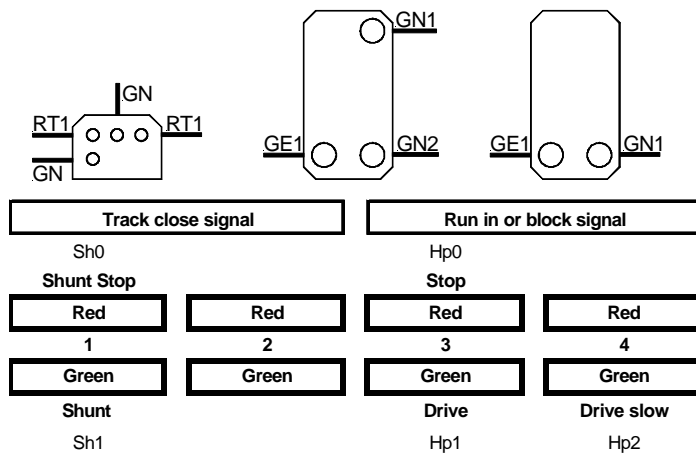 GN1
GN
RT1 RT1
GE1 GN2 GE1 GN1
GN
Track close signal Run in or block signal
Sh0 Hp0
Shunt Stop Stop
Red Red Red Red
1 2 3 4
Green Green Green Green
Shunt Drive Drive slow
Sh1 Hp1 Hp2